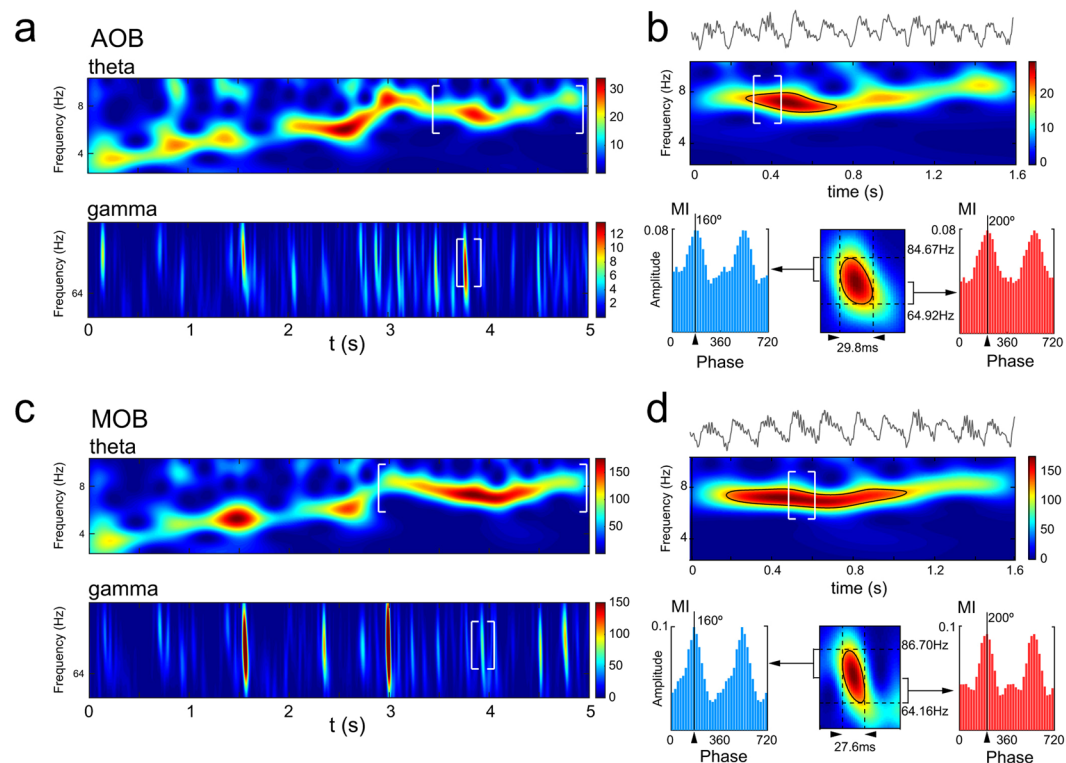 a
AOB
theta
Frequency (Hz)
8
4
30
20
10
gamma
(Hz)
64
12
10
8
6
4
2
0 1 2 3 4 5
t (s)
b
Frequency (Hz)
8
4
20
10
0
0 0.4 0.8 1.2 1.6
time (s)
MI
160º
0.08
Amplitude
0 360 720
Phase
84.67Hz
64.92Hz
29.8ms
MI
200º
0.08
0 360 720
Phase
c
MOB
theta
Frequency (Hz)
8
4
150
100
50
0
gamma
Frequency (Hz)
64
150
100
50
0
0 1 2 3 4 5
t (s)
d
Frequency (Hz)
8
4
150
100
50
0
0 0.4 0.8 1.2 1.6
time (s)
MI
160º
0.1
Amplitude
0
0 360 720
Phase
86.70Hz
64.16Hz
27.6ms
MI
200º
0.1
0 360 720
Phase